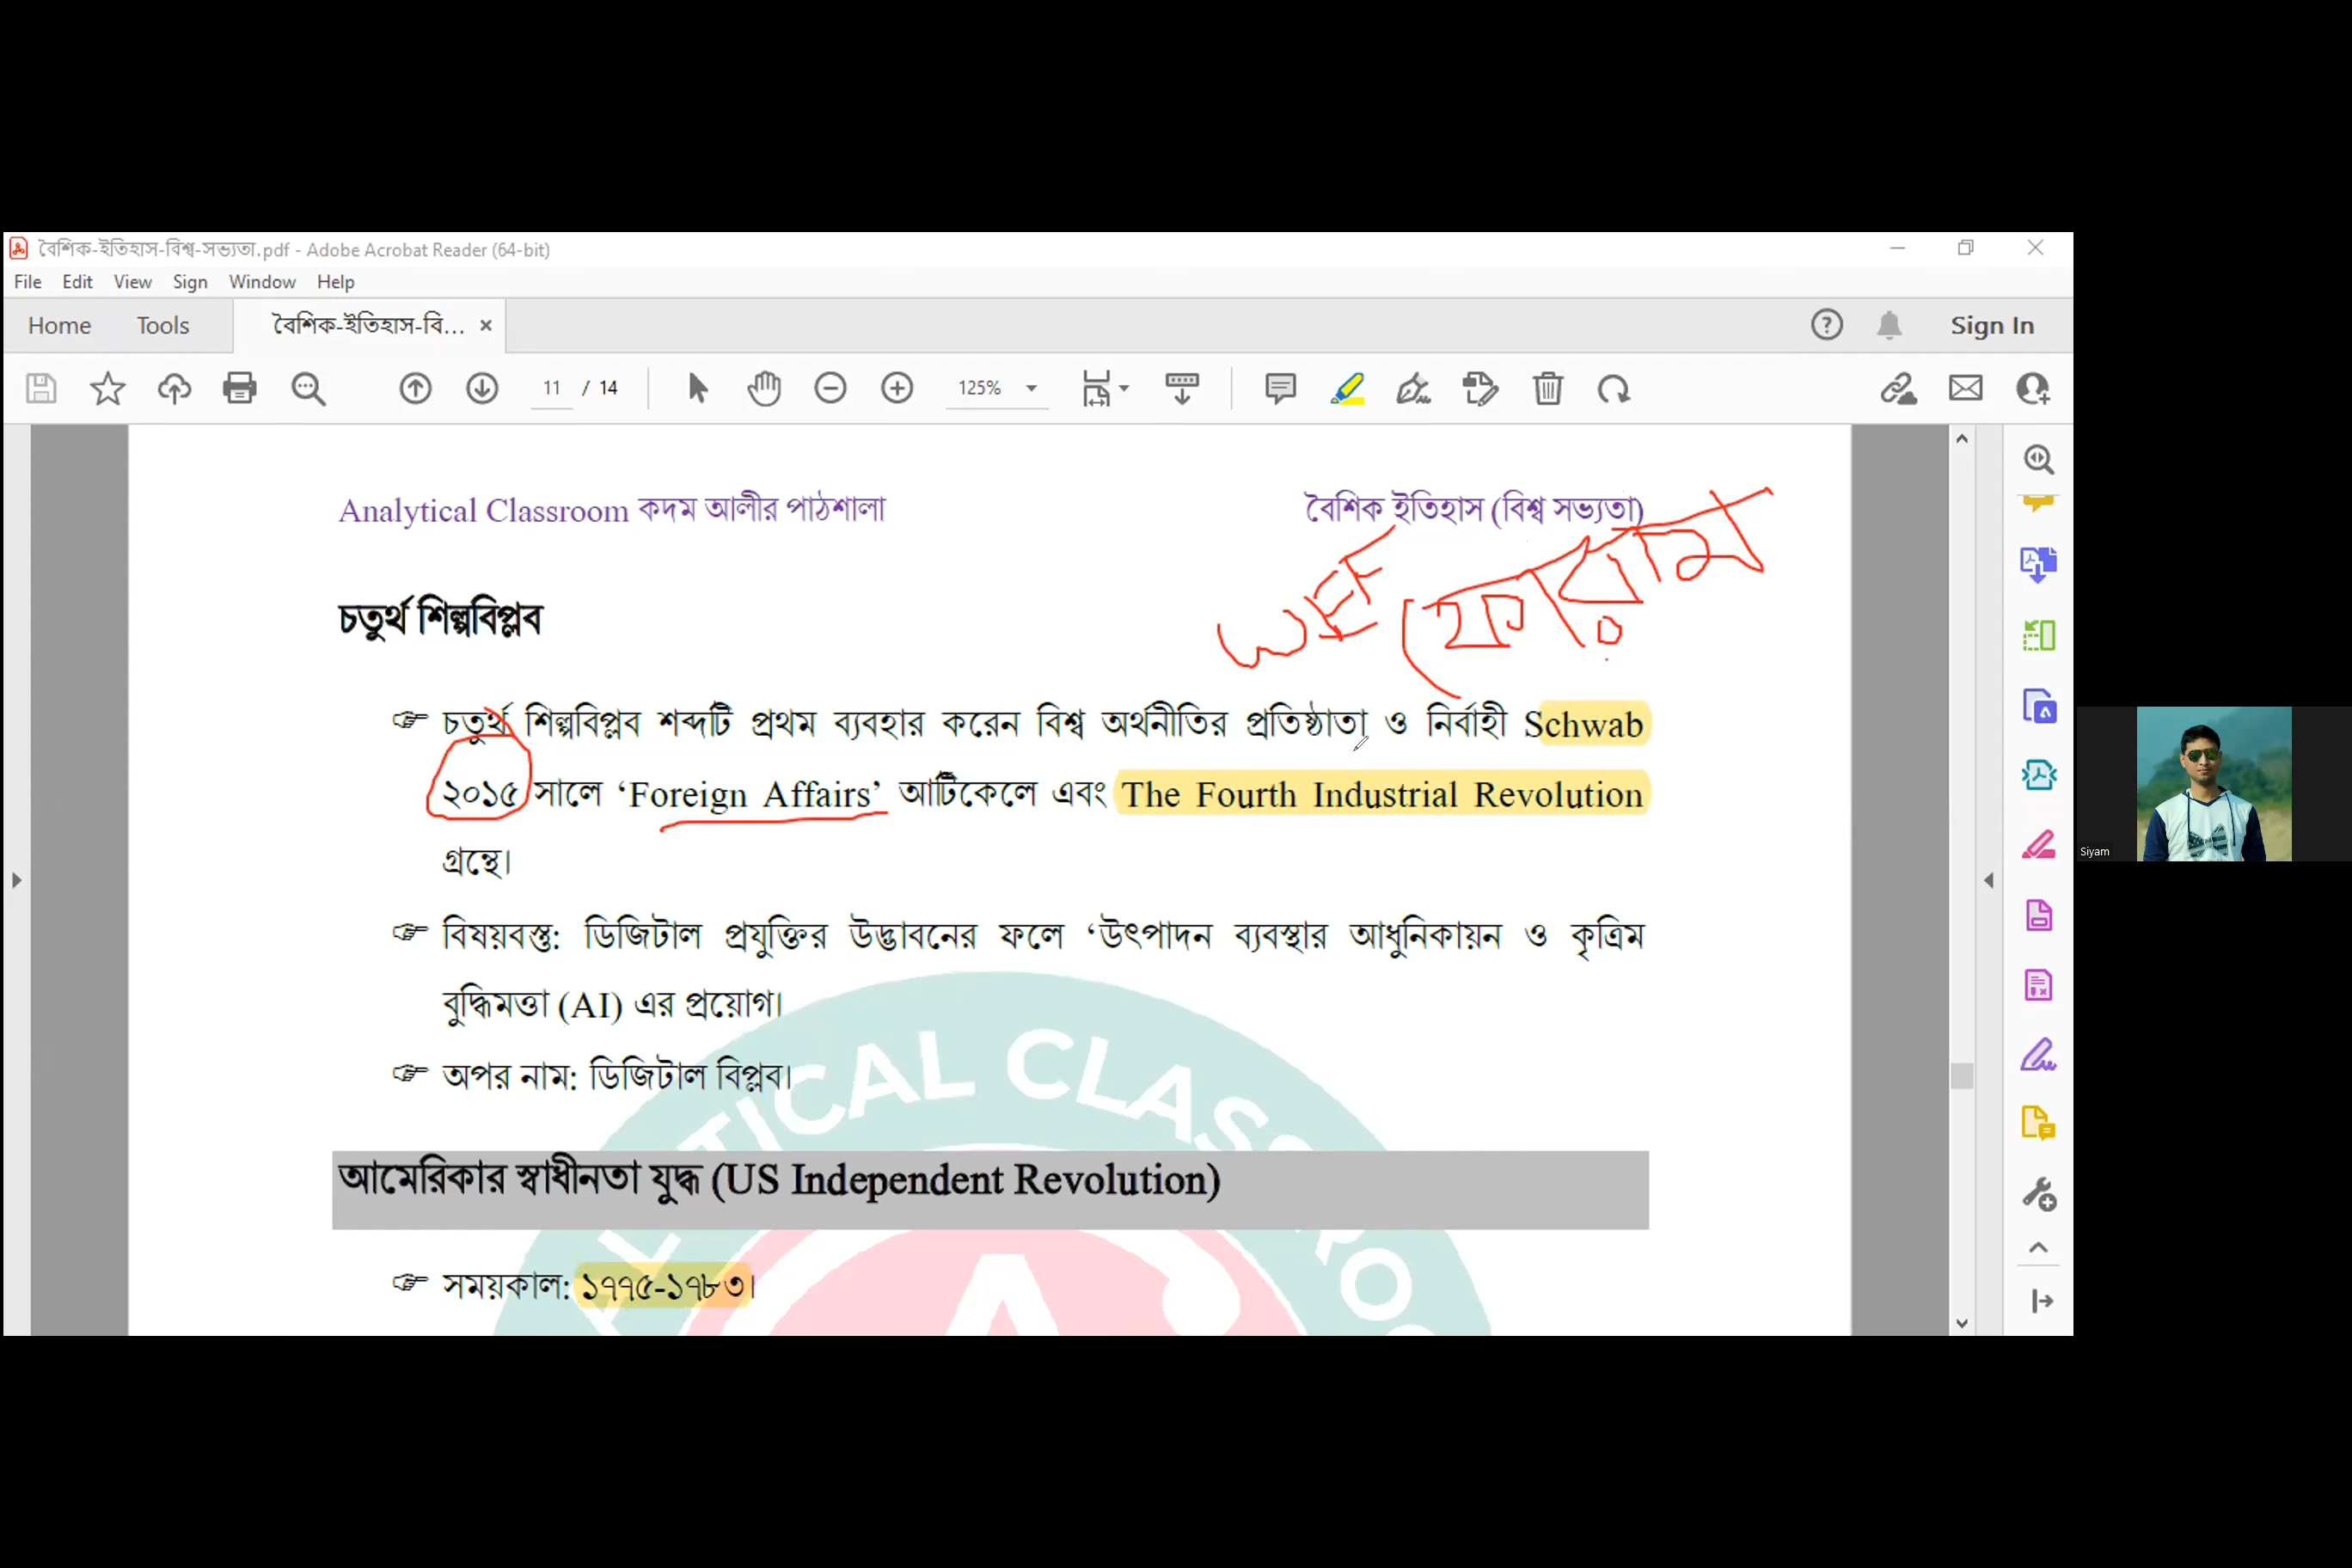 বৈশিক-ইতিহাস-বিশ্ব-সভ্যতা.pdf - Adobe Acrobat Reader (64-bit)
File Edit View Sign Window Help
Home Tools বৈশিক-ইতিহাস-বি... × Sign In
11 / 14 125%
Analytical Classroom কদম আলীর পাঠশালা বৈশিক ইতিহাস (বিশ্ব সভ্যতা)
WEF
চতুর্থ শিল্পবিপ্লব
☞ চতুর্থ শিল্পবিপ্লব শব্দটি প্রথম ব্যবহার করেন বিশ্ব অর্থনীতির প্রতিষ্ঠাতা ও নির্বাহী Schwab
২০১৫ সালে ‘Foreign Affairs’ আর্টিকেলে এবং The Fourth Industrial Revolution
গ্রন্থে।
☞ বিষয়বস্তু: ডিজিটাল প্রযুক্তির উদ্ভাবনের ফলে ‘উৎপাদন ব্যবস্থার আধুনিকায়ন ও কৃত্রিম
বুদ্ধিমত্তা (AI) এর প্রয়োগ।
☞ অপর নাম: ডিজিটাল বিপ্লব।
আমেরিকার স্বাধীনতা যুদ্ধ (US Independent Revolution)
☞ সময়কাল: ১৭৭৫-১৭৮৩।
Siyam